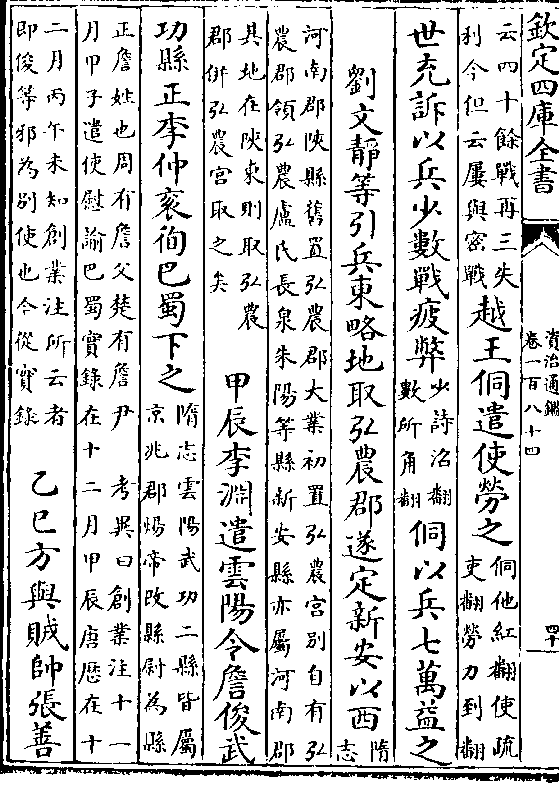 欽定四庫全書
資治通鑑
卷一百八十四
四十一
云四十餘戰再三失
利今但云屢與密戰
越王侗遣使勞之
侗他紅翻使疏
吏翻勞力到翻
世充訴以兵少數戰疲弊
少詩沼翻
數所角翻
侗以兵七萬益之
劉文靜等引兵東略地取弘農郡遂定新安以西
隋
志
河南郡陜縣舊置弘農郡大業初置弘農宮别自有弘
農郡領弘農盧氏長泉朱陽等縣新安縣亦屬河南郡
其地在陜東則取弘農
郡併弘農宮取之矣
甲辰李淵遣雲陽令詹俊武
功縣正李仲衮徇巴蜀下之
隋志雲陽武功二縣皆屬
京兆郡煬帝改縣尉為縣
正詹姓也周有詹父楚有詹尹　考異曰創業注十一
月甲子遣使慰諭巴蜀實録在十二月甲辰唐歴在十
二月丙午未知創業注所云者
即俊等邪為别使也今從實録
乙巳方與賊帥張善